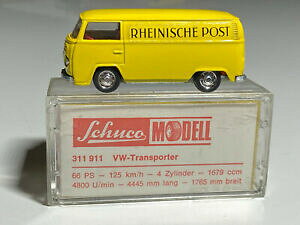 RHEINISCHE POST
Schuco MODELL
311 911 VW-Transporter
66 PS – 125 km/h – 4 Zylinder – 1679 ccm
4800 U/min – 4445 mm lang – 1765 mm breit